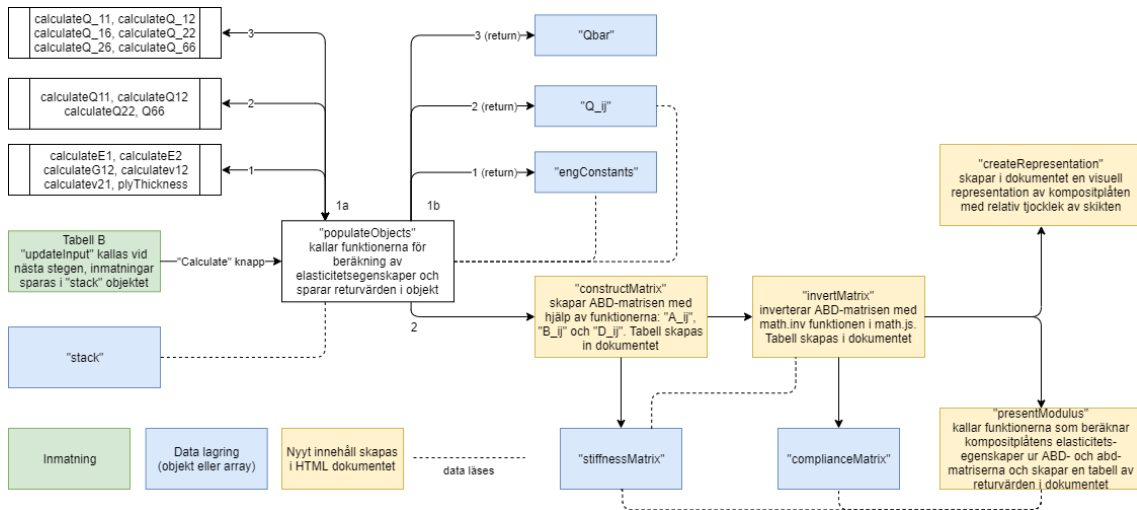 calculateQ_11, calculateQ_12
calculateQ_16, calculateQ_22
calculateQ_26, calculateQ_66
3
calculateQ11, calculateQ12
calculateQ22, Q66
2
calculateE1, calculateE2
calculateG12, calculatev12
calculatev21, plyThickness
1
3 (return)
"Qbar"
2 (return)
"Q_ij"
1 (return)
"engConstants"
1a
1b
Tabell B
"updateInput" kallas vid
nästa stegen, inmatningar
sparas i "stack" objektet
"Calculate" knapp
"populateObjects"
kallar funktionerna för
beräkning av
elasticitetsegenskaper och
sparar returvärden i objekt
2
"stack"
"constructMatrix"
skapar ABD-matrisen med
hjälp av funktionerna: "A_ij",
"B_ij" och "D_ij". Tabell skapas
in dokumentet
"invertMatrix"
inverterar ABD-matrisen med
math.inv funktionen i math.js.
Tabell skapas i dokumentet
"createRepresentation"
skapar i dokumentet en visuell
representation av kompositplåten
med relativ tjocklek av skikten
"presentModulus"
kallar funktionerna som beräknar
kompositplåtens elasticitets-
egenskaper ur ABD- och abd-
matriserna och skapar en tabell av
returvärden i dokumentet
"stiffnessMatrix"
"complianceMatrix"
Inmatning
Data lagring
(objekt eller array)
Nyyt innehåll skapas
i HTML dokumentet
data läses